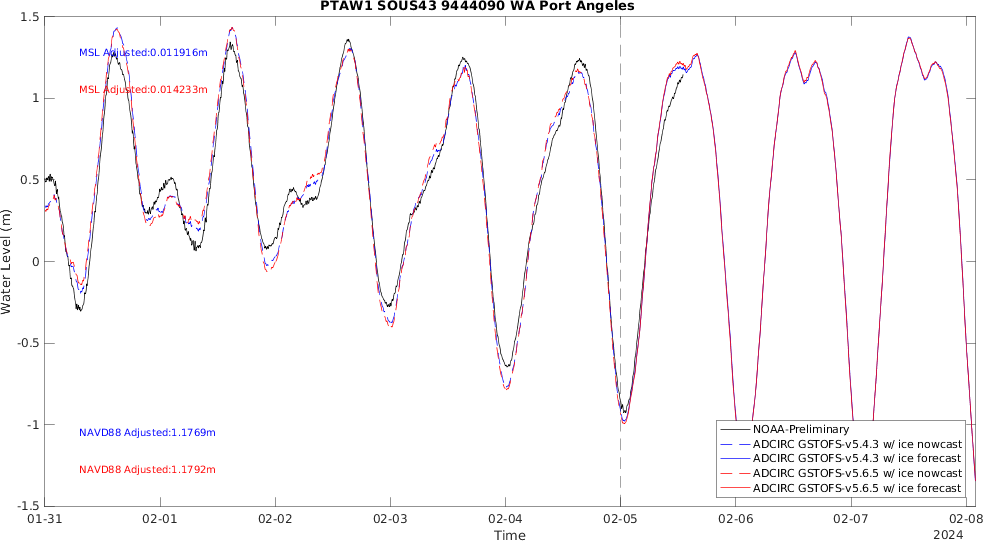 PTAW1 SOUS43 9444090 WA Port Angeles
1.5
MSL Adjusted:0.011916m
1
MSL Adjusted:0.014233m
0.5
0
Water Level (m)
-0.5
-1
NAVD88 Adjusted:1.1769m
NAVD88 Adjusted:1.1792m
-1.5
NOAA-Preliminary
ADCIRC GSTOFS-v5.4.3 w/ ice nowcast
ADCIRC GSTOFS-v5.4.3 w/ ice forecast
ADCIRC GSTOFS-v5.6.5 w/ ice nowcast
ADCIRC GSTOFS-v5.6.5 w/ ice forecast
01-31 02-01 02-02 02-03 02-04 02-05 02-06 02-07 02-08
Time
2024